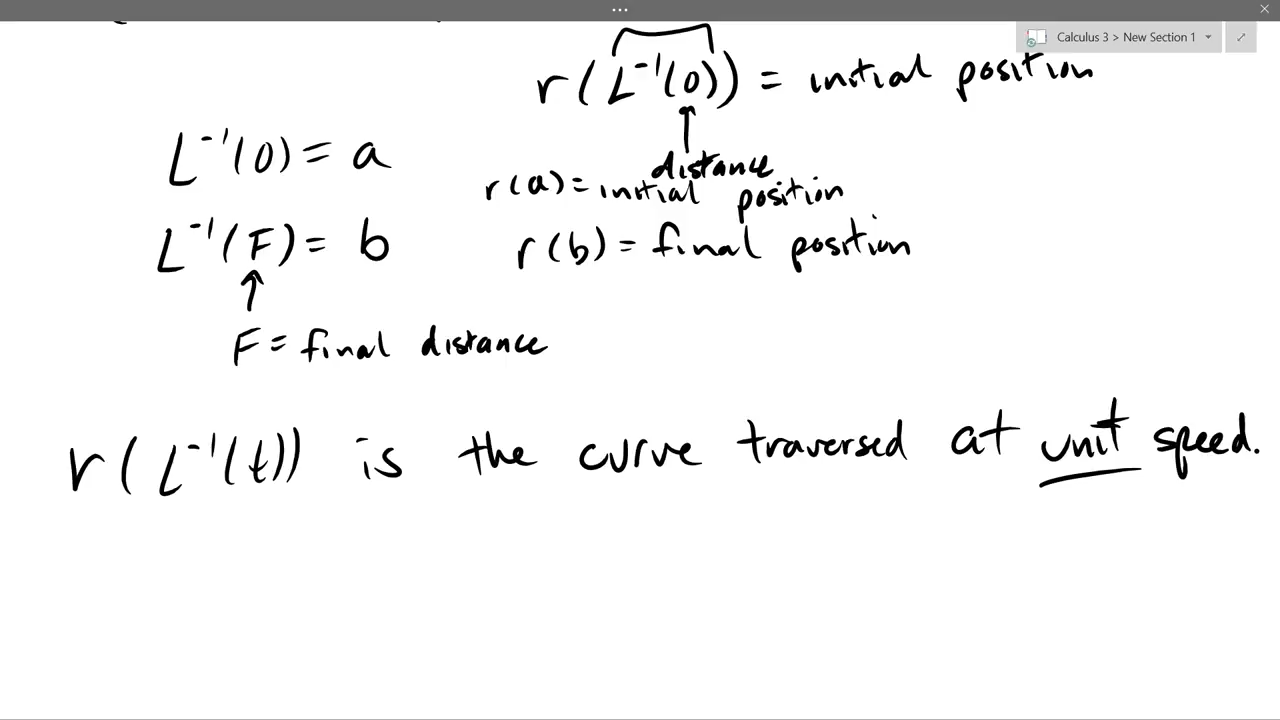 ...
Calculus 3 > New Section 1
r(L⁻¹(0)) = initial position
L⁻¹(0) = a
distance
r(a) = initial position
L⁻¹(F) = b
r(b) = final position
F = final distance
r(L⁻¹(t)) is the curve traversed at unit speed.